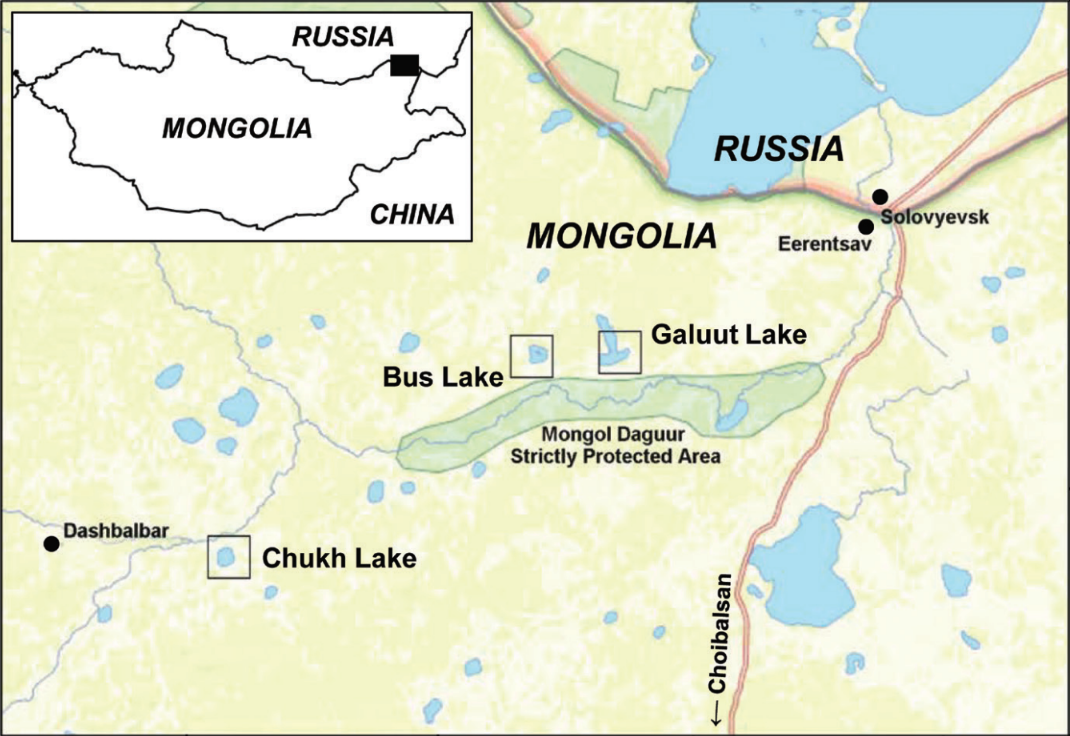 RUSSIA
MONGOLIA
CHINA
RUSSIA
MONGOLIA
Solovyevsk
Eerentsav
Galuut Lake
Bus Lake
Mongol Daguur
Strictly Protected Area
Dashbalbar
Chukh Lake
← Choibalsan